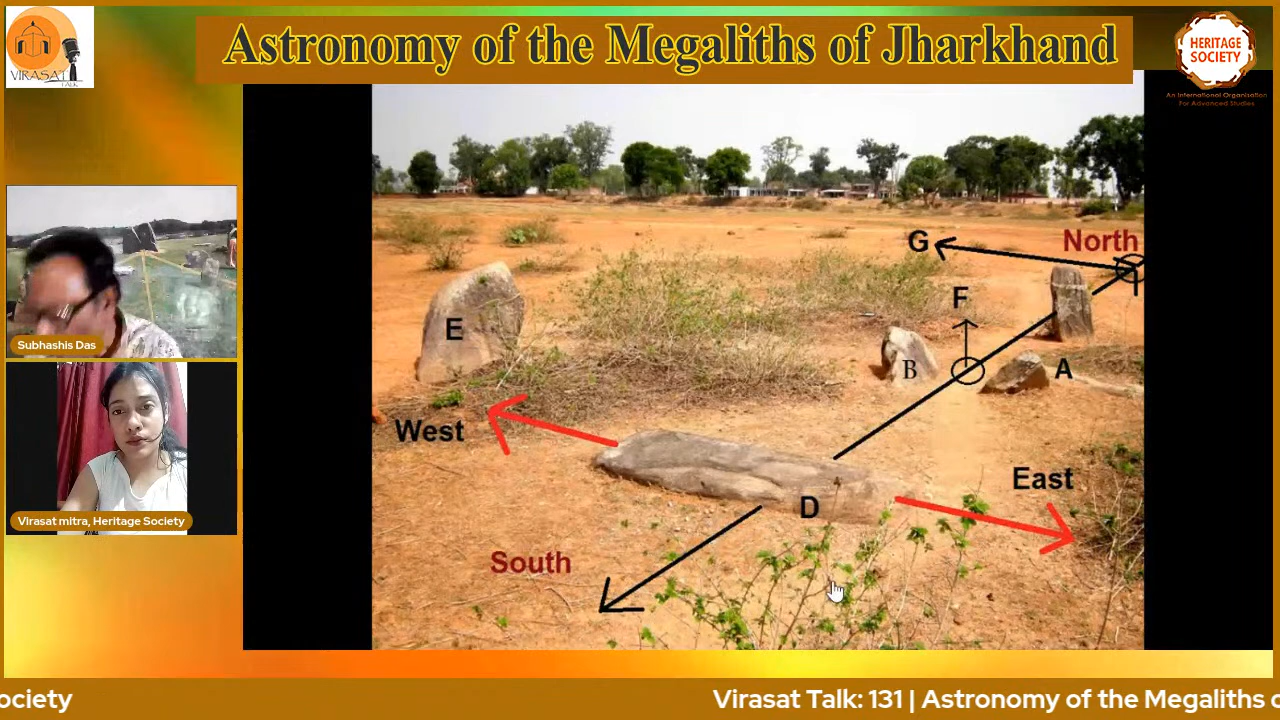 VIRASAT
TALK
Astronomy of the Megaliths of Jharkhand
HERITAGE
SOCIETY
An International Organisation
For Advanced Studies
G
North
F
E
B
A
West
D
East
South
Subhashis Das
Virasat mitra, Heritage Society
ociety
Virasat Talk: 131 | Astronomy of the Megaliths o